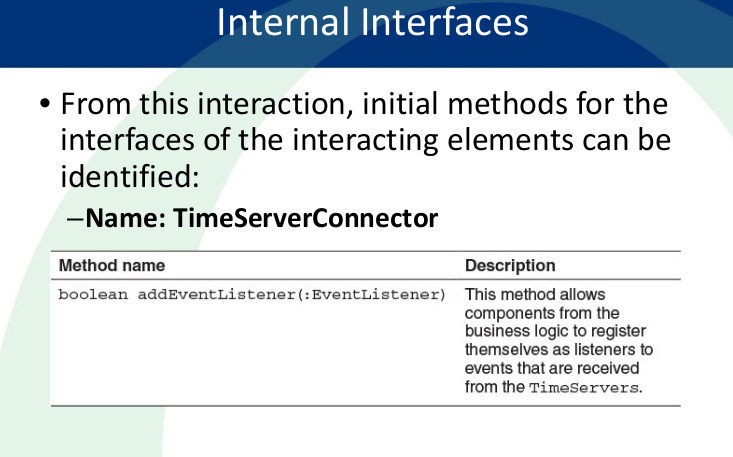 Internal Interfaces
• From this interaction, initial methods for the
interfaces of the interacting elements can be
identified:
–Name: TimeServerConnector
Method name Description
boolean addEventListener(:EventListener) This method allows
components from the
business logic to register
themselves as listeners to
events that are received
from the TimeServers.